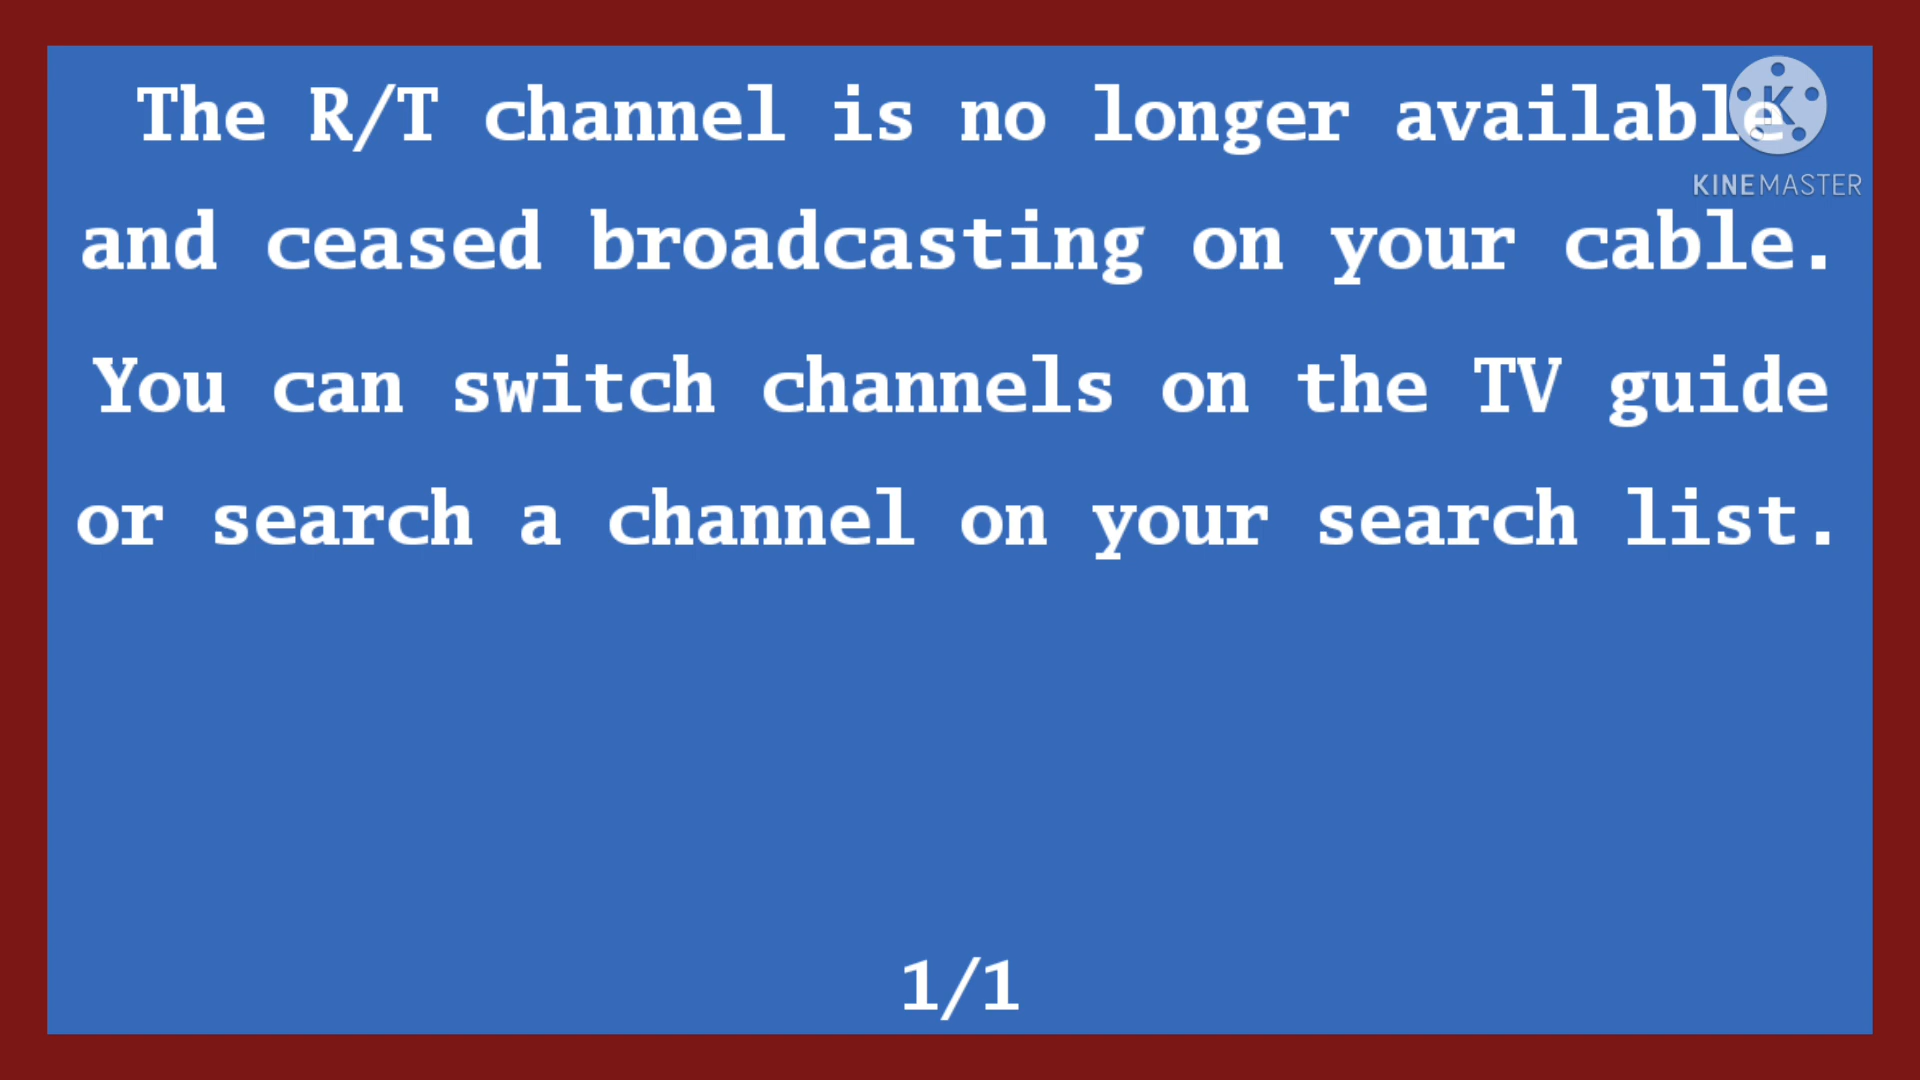 The R/T channel is no longer available
K
KINEMASTER
and ceased broadcasting on your cable.
You can switch channels on the TV guide
or search a channel on your search list.
1/1